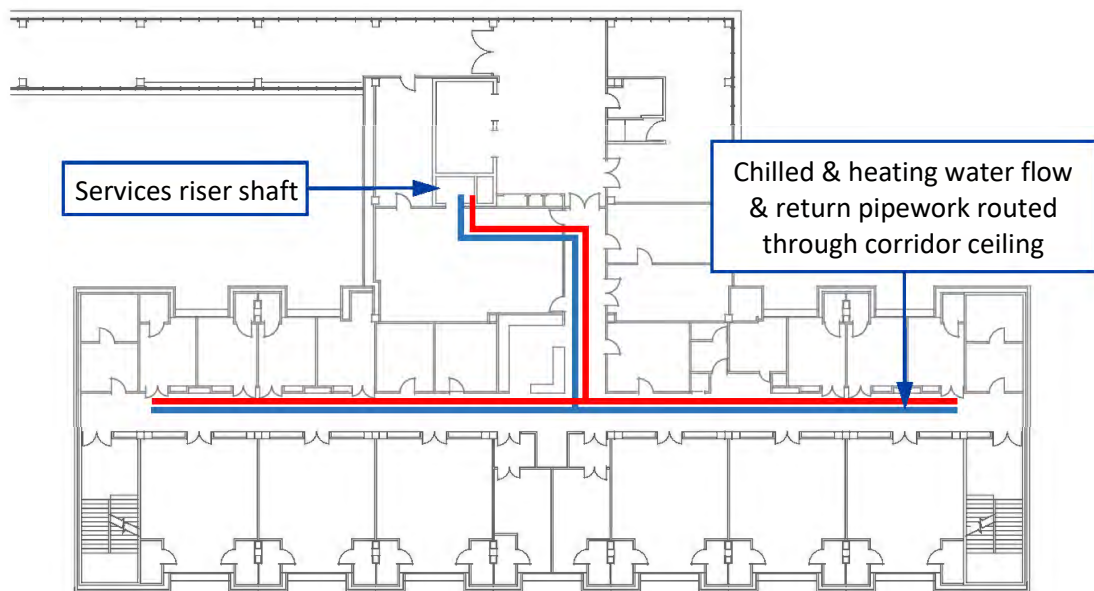 Services riser shaft
Chilled & heating water flow
& return pipework routed
through corridor ceiling